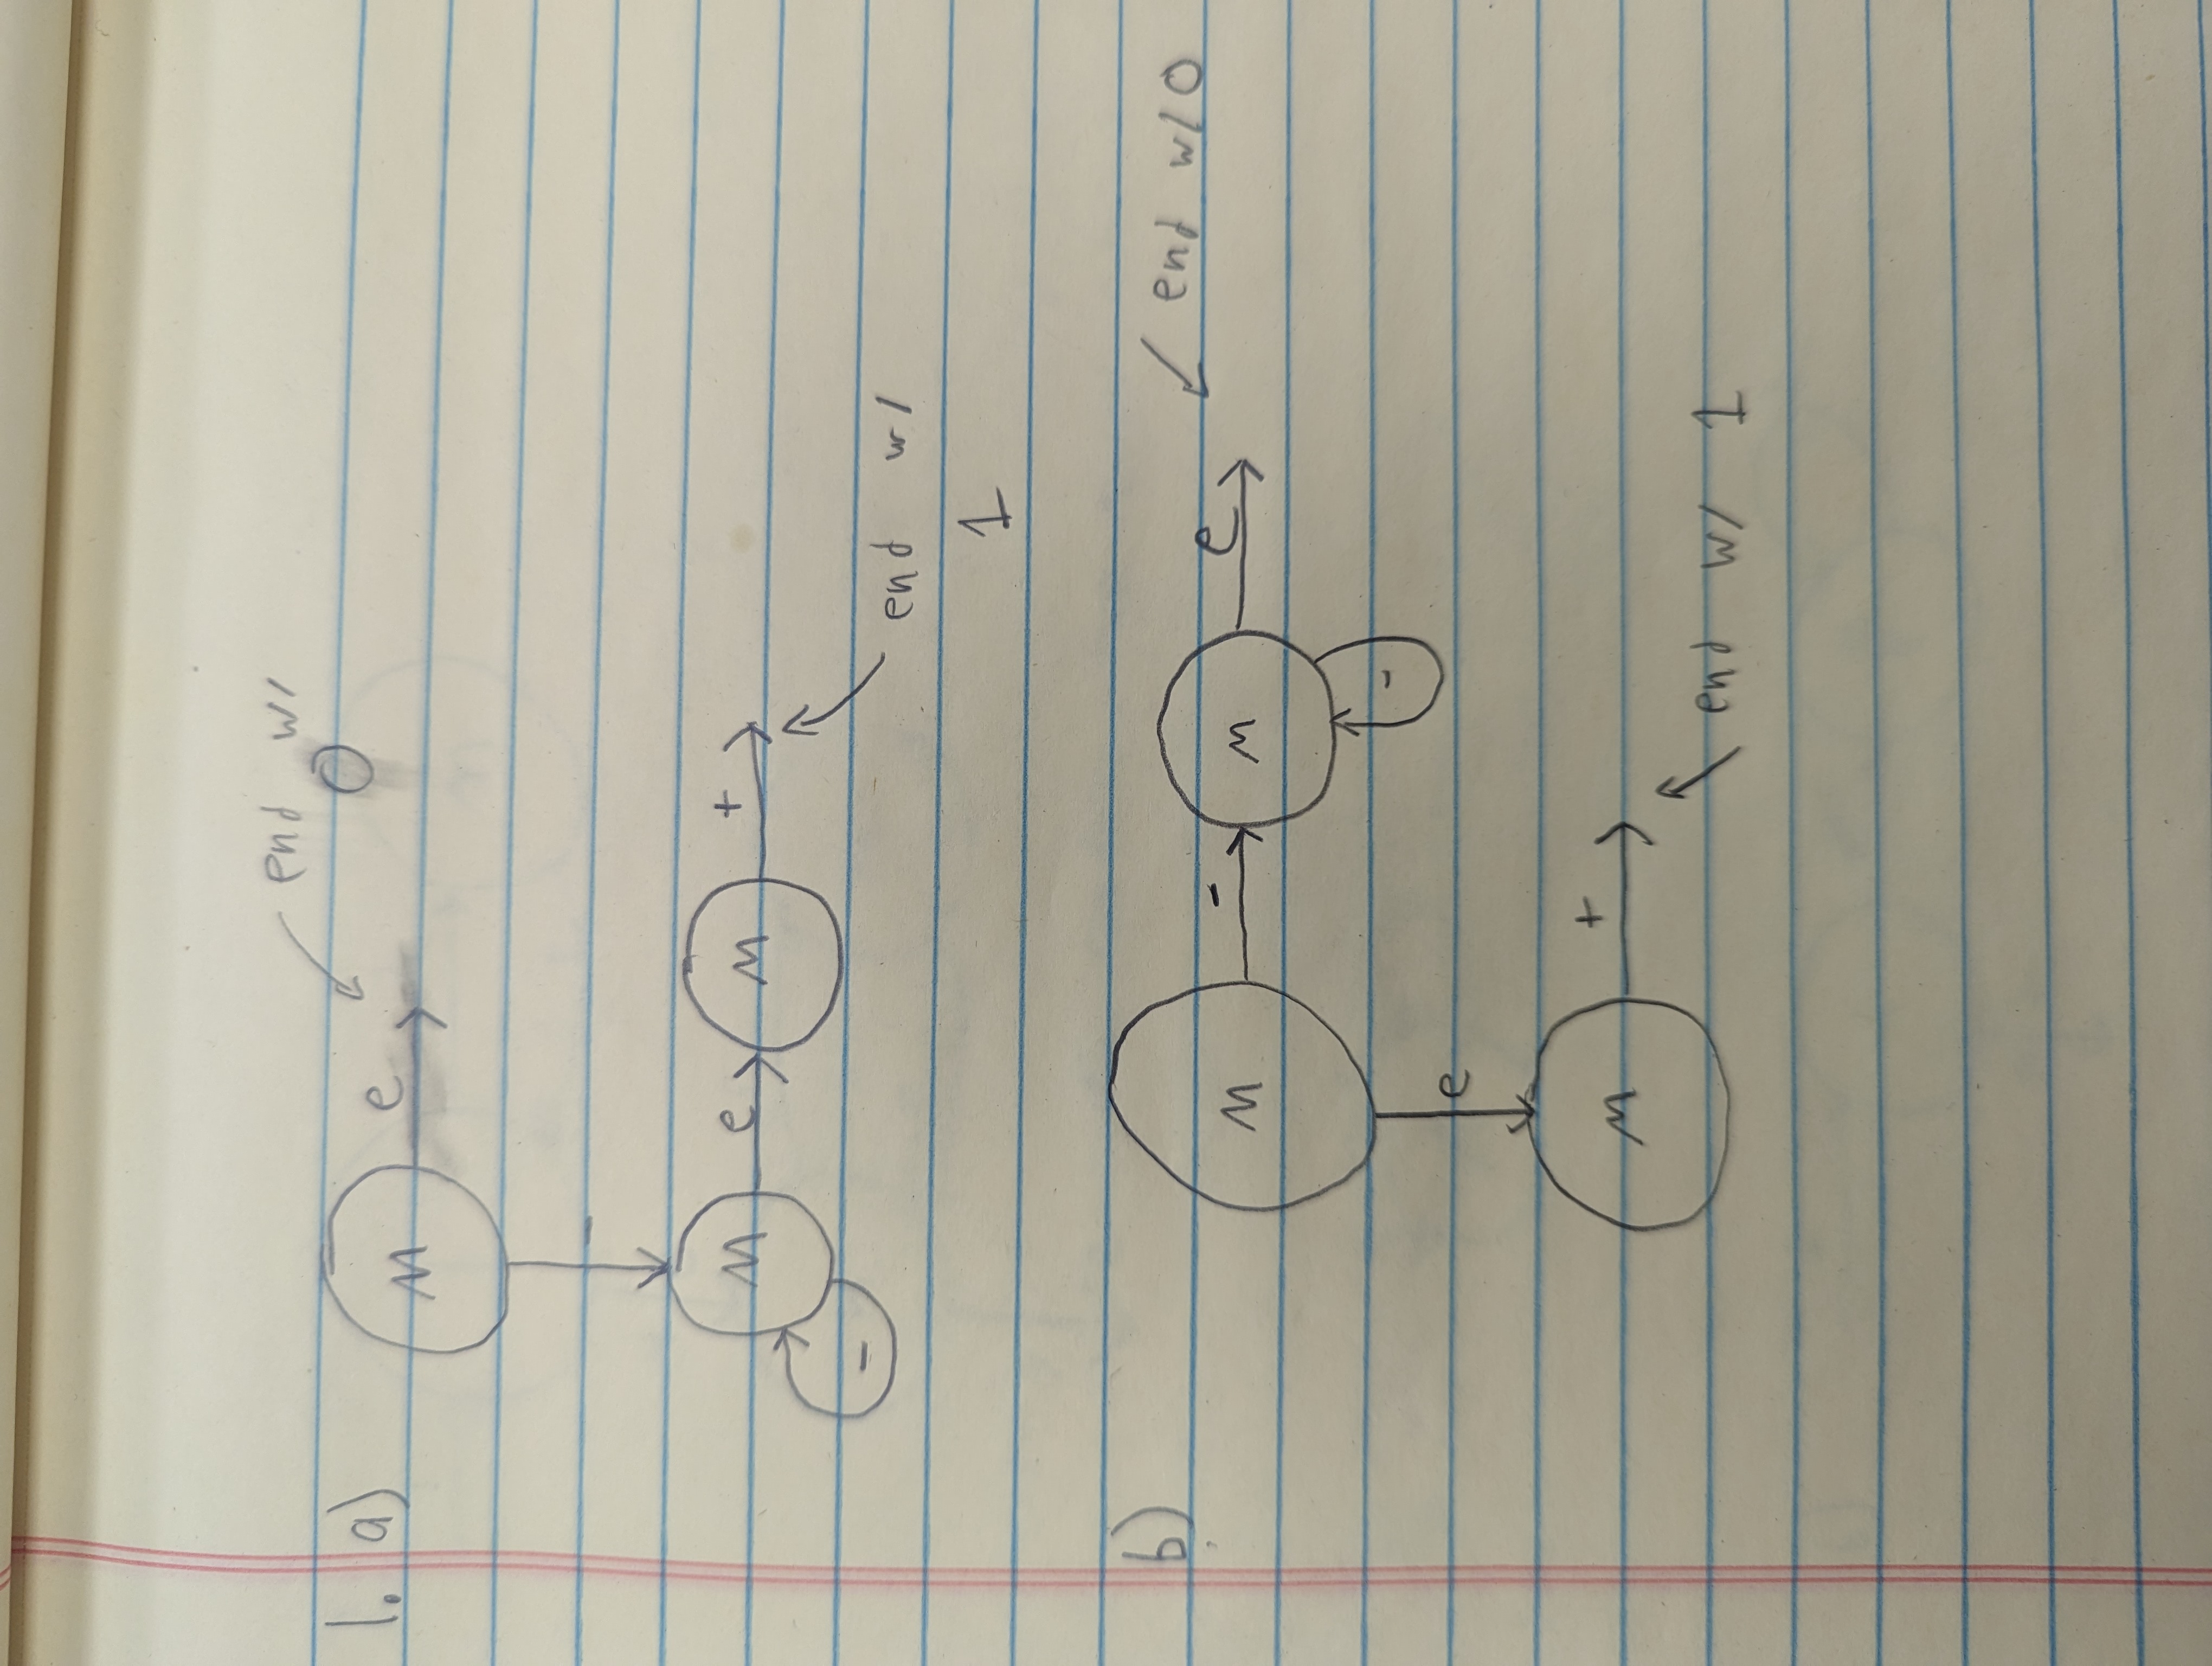 end w/
0
1. a)
e
m
-
e +
m m
-
end w/
1
end w/0
b)
- e
m m
-
e
+
m
end w/ 1